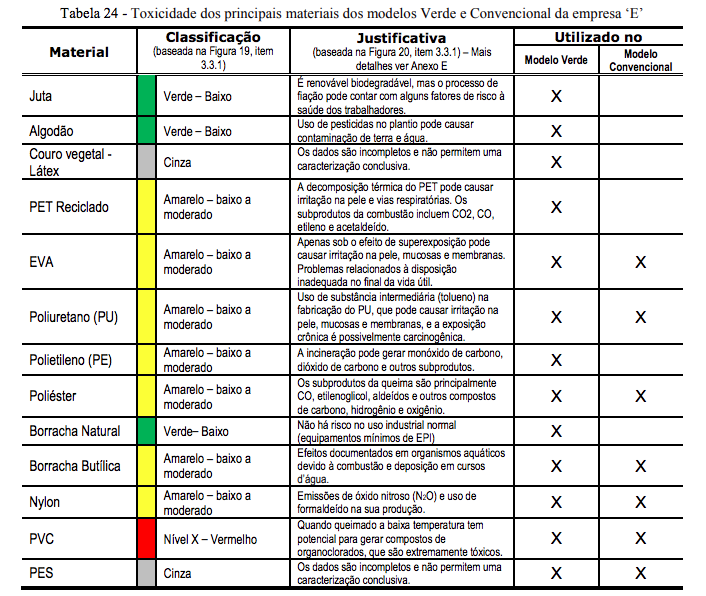 Tabela 24 - Toxicidade dos principais materiais dos modelos Verde e Convencional da empresa ‘E’
Material
Classificação
(baseada na Figura 19, item
3.3.1)
Justificativa
(baseada na Figura 20, item 3.3.1) – Mais
detalhes ver Anexo E
Utilizado no
Modelo Verde
Modelo
Convencional
Juta
Verde – Baixo
É renovável biodegradável, mas o processo de
fiação pode contar com alguns fatores de risco à
saúde dos trabalhadores.
X
Algodão
Verde – Baixo
Uso de pesticidas no plantio pode causar
contaminação de terra e água.
X
Couro vegetal -
Látex
Cinza
Os dados são incompletos e não permitem uma
caracterização conclusiva.
X
PET Reciclado
Amarelo – baixo a
moderado
A decomposição térmica do PET pode causar
irritação na pele e vias respiratórias. Os
subprodutos da combustão incluem CO2, CO,
etileno e acetaldeído.
X
EVA
Amarelo – baixo a
moderado
Apenas sob o efeito de superexposição pode
causar irritação na pele, mucosas e membranas.
Problemas relacionados à disposição
inadequada no final da vida útil.
X X
Poliuretano (PU)
Amarelo – baixo a
moderado
Uso de substância intermediária (tolueno) na
fabricação do PU, que pode causar irritação na
pele, mucosas e membranas, e a exposição
crônica é possivelmente carcinogênica.
X X
Polietileno (PE)
Amarelo – baixo a
moderado
A incineração pode gerar monóxido de carbono,
dióxido de carbono e outros subprodutos.
X
Poliéster
Amarelo – baixo a
moderado
Os subprodutos da queima são principalmente
CO, etilenoglicol, aldeídos e outros compostos
de carbono, hidrogênio e oxigênio.
X X
Borracha Natural
Verde– Baixo
Não há risco no uso industrial normal
(equipamentos mínimos de EPI)
X
Borracha Butílica
Amarelo – baixo a
moderado
Efeitos documentados em organismos aquáticos
devido à combustão e deposição em cursos
d’água.
X X
Nylon
Amarelo – baixo a
moderado
Emissões de óxido nitroso (N2O) e uso de
formaldeído na sua produção.
X X
PVC
Nível X – Vermelho
Quando queimado a baixa temperatura tem
potencial para gerar compostos de
organoclorados, que são extremamente tóxicos.
X X
PES
Cinza
Os dados são incompletos e não permitem uma
caracterização conclusiva.
X X